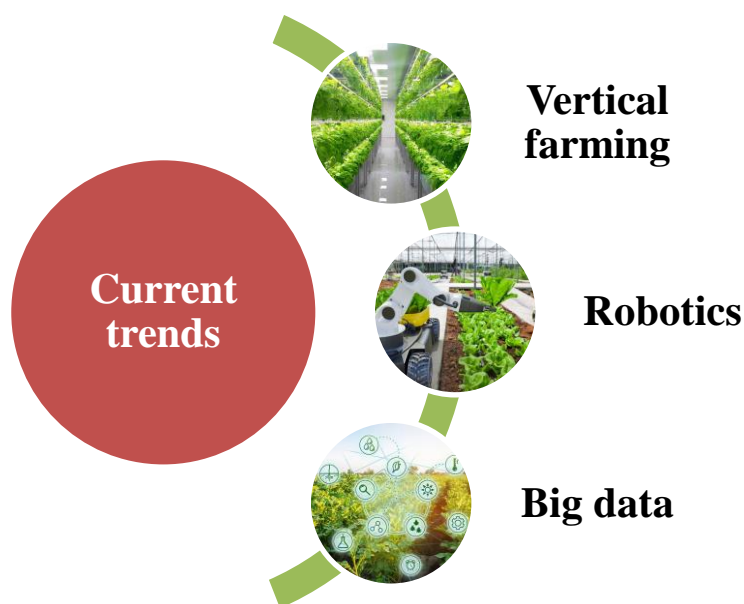 Current
trends
Vertical
farming
Robotics
Big data